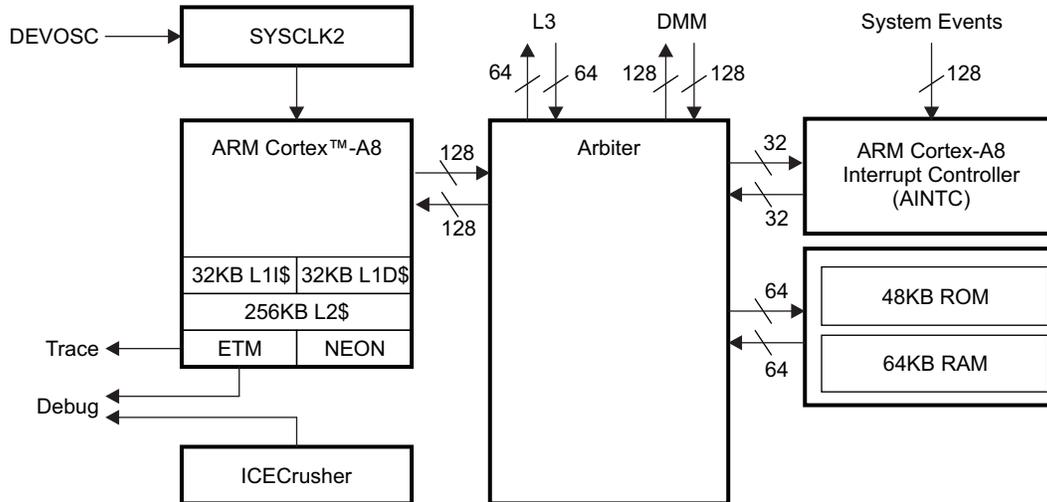 DEVOSC
SYSCLK2
L3
DMM
System Events
64
64
128
128
128
ARM Cortex™-A8
128
128
Arbiter
32
32
ARM Cortex-A8
Interrupt Controller
(AINTC)
32KB L1I$
32KB L1D$
256KB L2$
ETM
NEON
Trace
Debug
ICECrusher
64
64
48KB ROM
64KB RAM